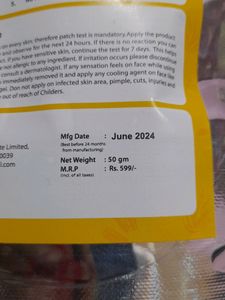 5.
on every skin, therefore patch test is mandatory.Apply the
and observe for the next 24 hours. If there is no reaction you can
ct. If you have sensitive skin, continue the test for 7 days. This helps
not allergic to any ingredient. If irritation occurs please discontinue
consult a dermatologist. If any sensation feels on face while using
immediately removed it and apply any cooling agent on face like
gel. Don not apply on infected skin area, pimple, cuts, injuries and
out of reach of Childers.
Mfg Date : June 2024
(Best before 24 months
from manufacturing)
te Limited,
0039
l.com
Net Weight : 50 gm
M.R.P : Rs. 599/-
(Incl. of all taxes)